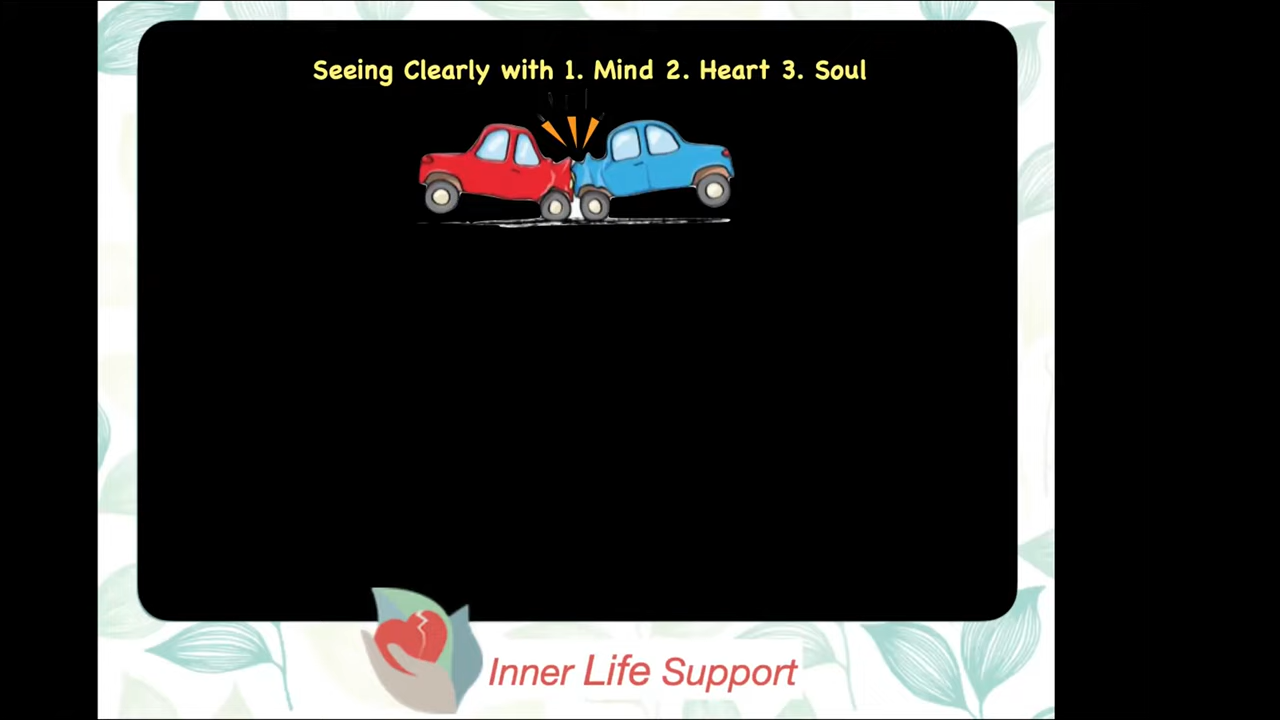 Seeing Clearly with 1. Mind 2. Heart 3. Soul
Inner Life Support